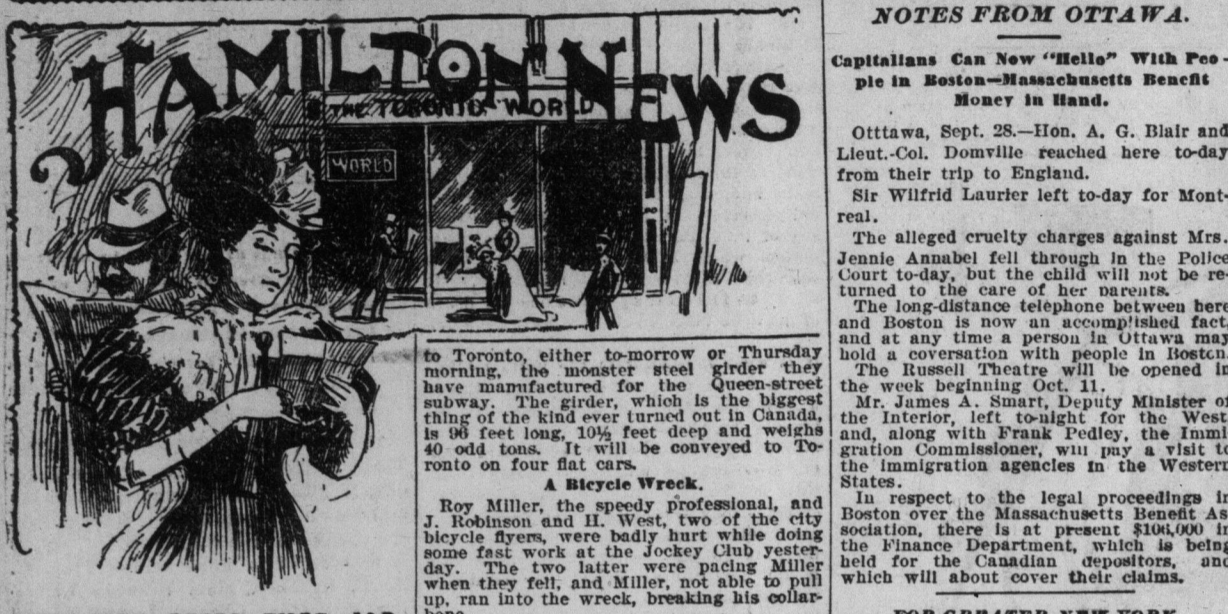 HAMILTON NEWS
THE TORONTO WORLD
WORLD
to Toronto, either to-morrow or Thursday
morning, the monster steel girder they
have manufactured for the Queen-street
subway. The girder, which is the biggest
thing of the kind ever turned out in Canada,
is 96 feet long, 10½ feet deep and weighs
40 odd tons. It will be conveyed to To-
ronto on four flat cars.
A Bicycle Wreck.
Roy Miller, the speedy professional, and
J. Robinson and H. West, two of the city
bicycle flyers, were badly hurt while doing
some fast work at the Jockey Club yester-
day. The two latter were pacing Miller
when they fell, and Miller, not able to pull
up, ran into the wreck, breaking his collar-
bone.
NOTES FROM OTTAWA.
Capitalians Can Now "Hello" With Peo-
ple in Boston—Massachusetts Benefit
Money in Hand.
Otttawa, Sept. 28.—Hon. A. G. Blair and
Lieut.-Col. Domville reached here to-day
from their trip to England.
Sir Wilfrid Laurier left to-day for Mont-
real.
The alleged cruelty charges against Mrs.
Jennie Annabel fell through in the Police
Court to-day, but the child will not be re-
turned to the care of her parents.
The long-distance telephone between here
and Boston is now an accomplished fact,
and at any time a person in Ottawa may
hold a coversation with people in Boston.
The Russell Theatre will be opened in
the week beginning Oct. 11.
Mr. James A. Smart, Deputy Minister of
the Interior, left to-night for the West,
and, along with Frank Pedley, the Immi-
gration Commissioner, will pay a visit to
the immigration agencies in the Western
States.
In respect to the legal proceedings in
Boston over the Massachusetts Benefit As-
sociation, there is at present $106,000 in
the Finance Department, which is being
held for the Canadian depositors, and
which will about cover their claims.
FOR GREATER NEW YORK